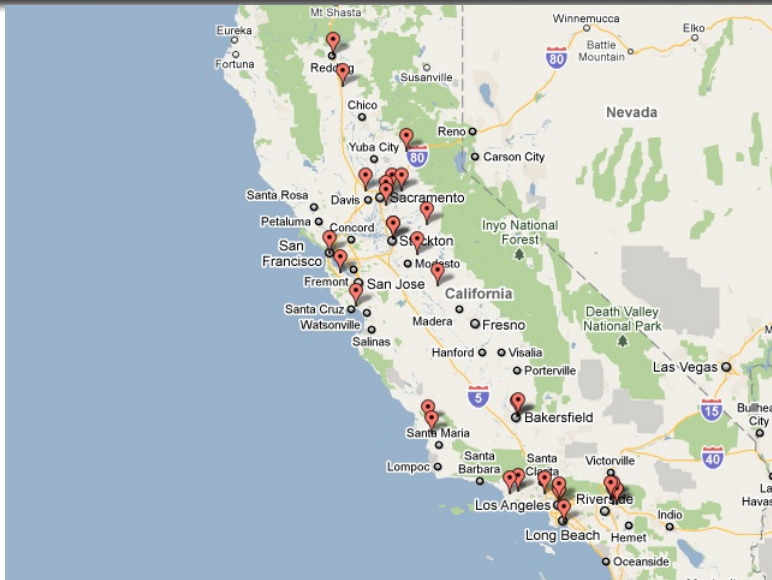 Mt Shasta
Eureka
Winnemucca
Elko
80
Battle
Mountain
Fortuna
Redding
Susanville
Chico
Nevada
Reno
Yuba City
80
Carson City
Santa Rosa
Davis
Sacramento
Petaluma
Concord
Inyo National
Forest
San
Francisco
Stockton
Modesto
Fremont
San Jose
California
Santa Cruz
Watsonville
Madera
Fresno
Death Valley
National Park
Salinas
Hanford
Visalia
Porterville
Las Vegas
5
15
Bullhead
City
Bakersfield
Santa Maria
40
Lompoc
Santa
Barbara
Santa
Clarita
Victorville
Los Angeles
Riverside
La
Havas
Long Beach
Hemet
Indio
Oceanside